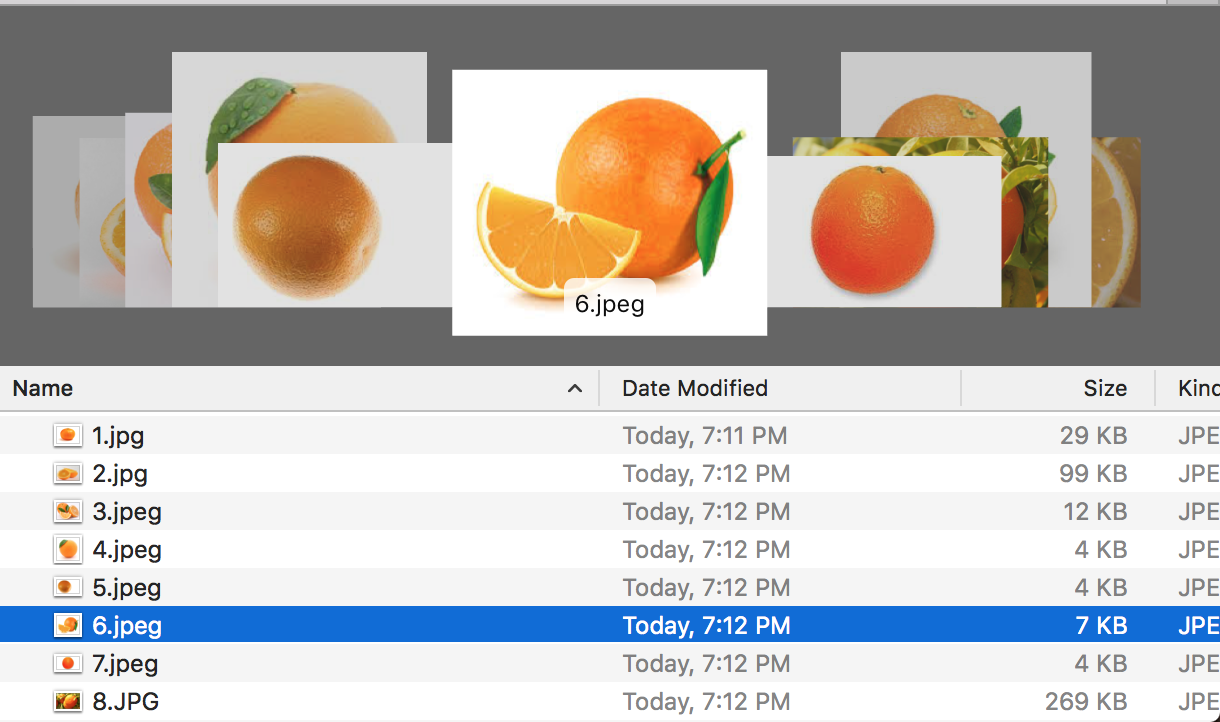 6.jpeg
Name Date Modified Size Kind
1.jpg Today, 7:11 PM 29 KB JPE
2.jpg Today, 7:12 PM 99 KB JPE
3.jpeg Today, 7:12 PM 12 KB JPE
4.jpeg Today, 7:12 PM 4 KB JPE
5.jpeg Today, 7:12 PM 4 KB JPE
6.jpeg Today, 7:12 PM 7 KB JPE
7.jpeg Today, 7:12 PM 4 KB JPE
8.JPG Today, 7:12 PM 269 KB JPE